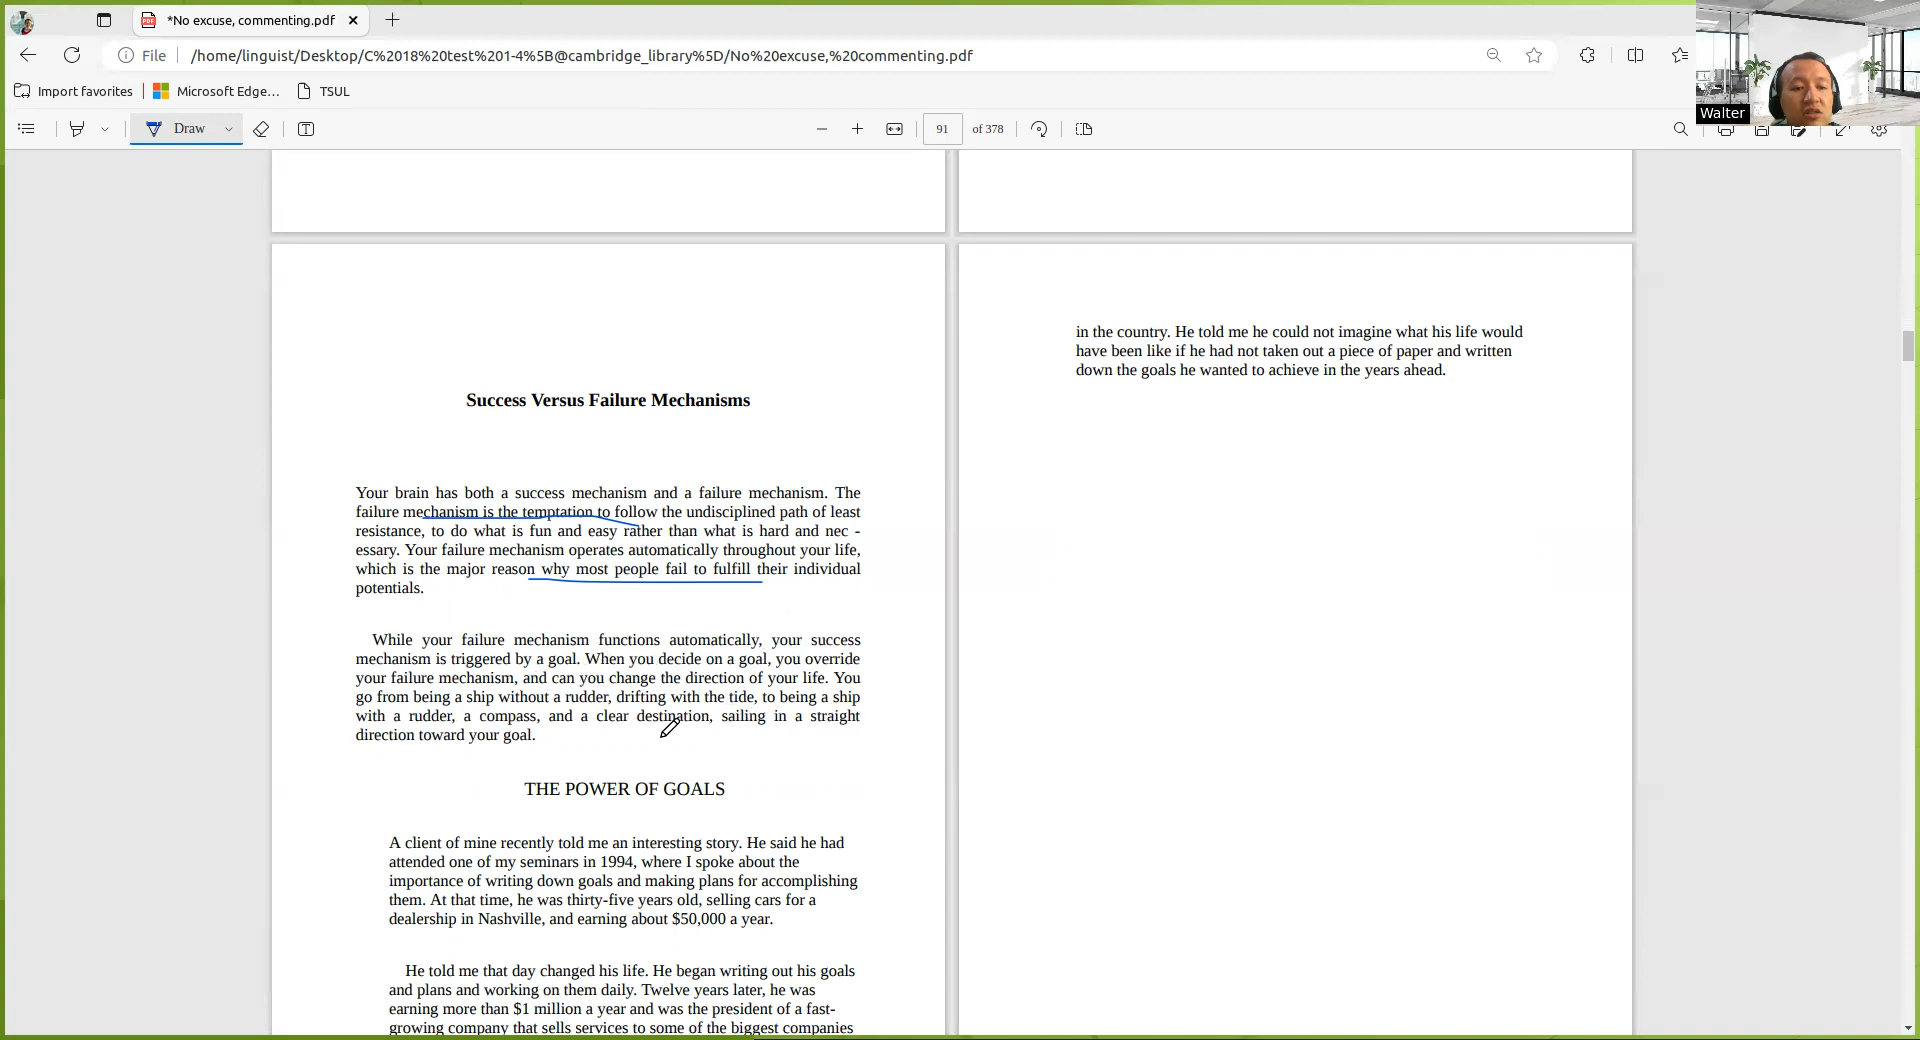 *No excuse, commenting.pdf
File
/home/linguist/Desktop/C%2018%20test%201-4%5B@cambridge_library%5D/No%20excuse,%20commenting.pdf
Import favorites
Microsoft Edge...
TSUL
Walter
Draw
91 of 378
Success Versus Failure Mechanisms
Your brain has both a success mechanism and a failure mechanism. The
failure mechanism is the temptation to follow the undisciplined path of least
resistance, to do what is fun and easy rather than what is hard and nec -
essary. Your failure mechanism operates automatically throughout your life,
which is the major reason why most people fail to fulfill their individual
potentials.
While your failure mechanism functions automatically, your success
mechanism is triggered by a goal. When you decide on a goal, you override
your failure mechanism, and can you change the direction of your life. You
go from being a ship without a rudder, drifting with the tide, to being a ship
with a rudder, a compass, and a clear destination, sailing in a straight
direction toward your goal.
THE POWER OF GOALS
A client of mine recently told me an interesting story. He said he had
attended one of my seminars in 1994, where I spoke about the
importance of writing down goals and making plans for accomplishing
them. At that time, he was thirty-five years old, selling cars for a
dealership in Nashville, and earning about $50,000 a year.
He told me that day changed his life. He began writing out his goals
and plans and working on them daily. Twelve years later, he was
earning more than $1 million a year and was the president of a fast-
growing company that sells services to some of the biggest companies
in the country. He told me he could not imagine what his life would
have been like if he had not taken out a piece of paper and written
down the goals he wanted to achieve in the years ahead.